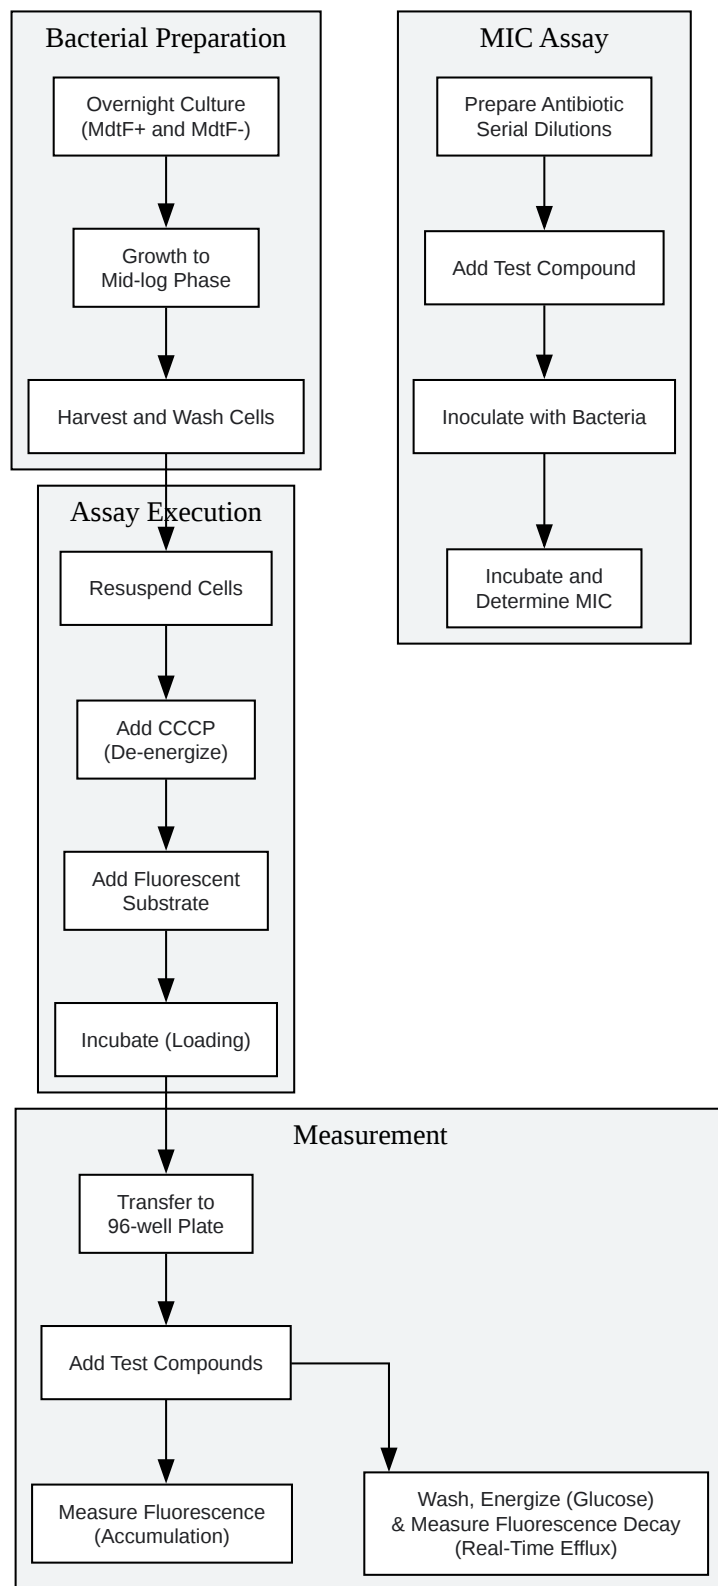 Bacterial Preparation
Overnight Culture
(MdtF+ and MdtF-)
Growth to
Mid-log Phase
Harvest and Wash Cells
Assay Execution
Resuspend Cells
Add CCCP
(De-energize)
Add Fluorescent
Substrate
Incubate (Loading)
Measurement
Transfer to
96-well Plate
Add Test Compounds
Measure Fluorescence
(Accumulation)
Wash, Energize (Glucose)
& Measure Fluorescence Decay
(Real-Time Efflux)
MIC Assay
Prepare Antibiotic
Serial Dilutions
Add Test Compound
Inoculate with Bacteria
Incubate and
Determine MIC